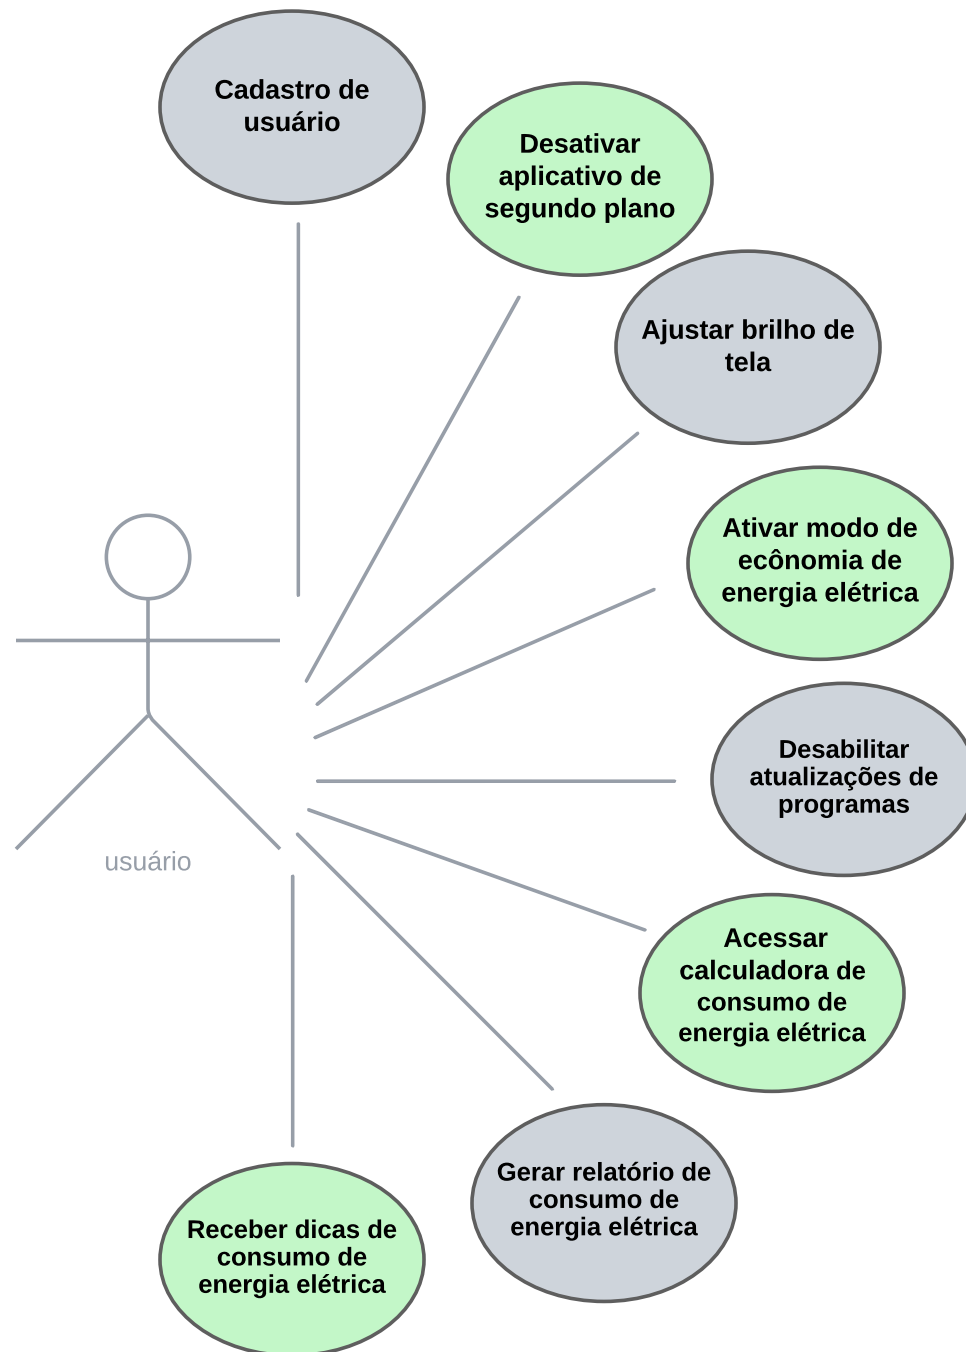 Cadastro de
usuário
Desativar
aplicativo de
segundo plano
Ajustar brilho de
tela
Ativar modo de
ecônomia de
energia elétrica
Desabilitar
atualizações de
programas
usuário
Acessar
calculadora de
consumo de
energia elétrica
Gerar relatório de
consumo de
energia elétrica
Receber dicas de
consumo de
energia elétrica